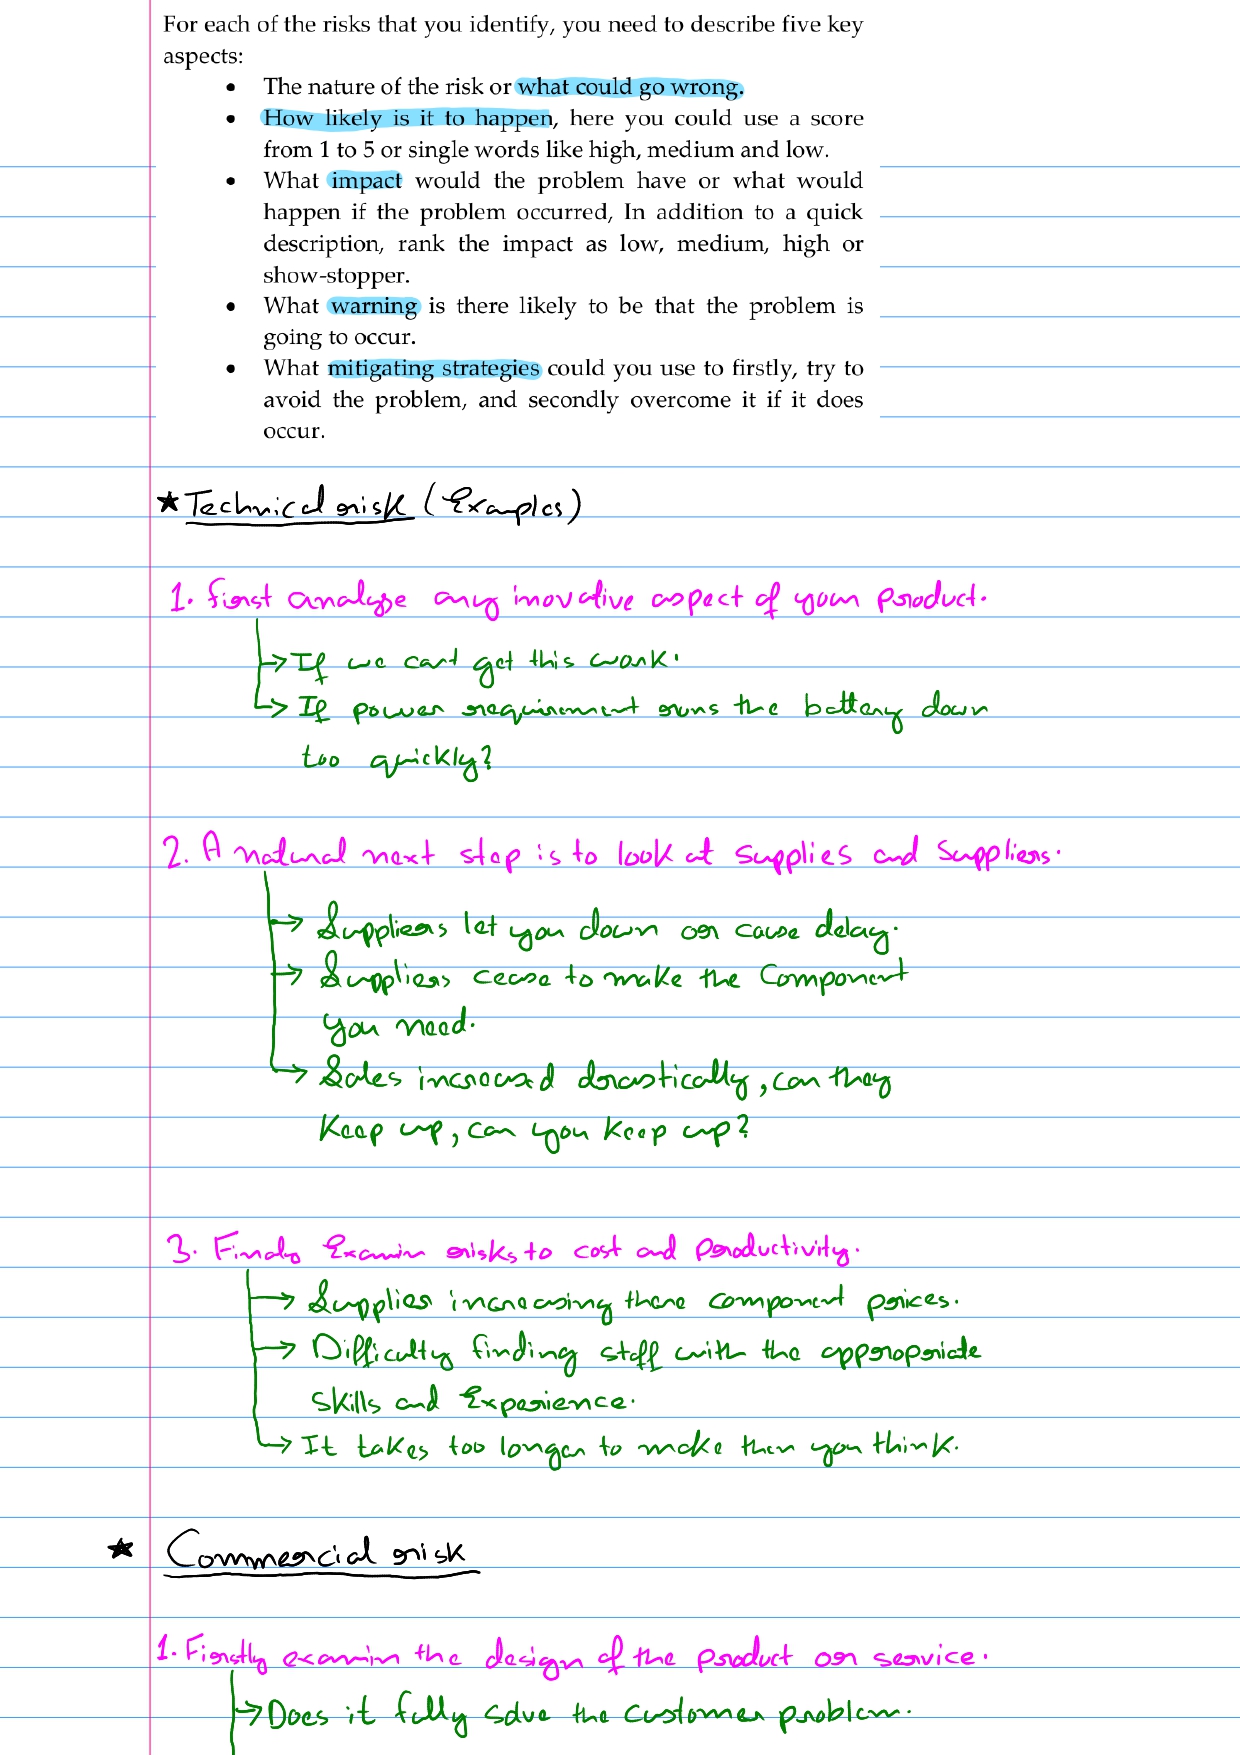 For each of the risks that you identify, you need to describe five key
aspects:
• The nature of the risk or what could go wrong.
• How likely is it to happen, here you could use a score
from 1 to 5 or single words like high, medium and low.
• What impact would the problem have or what would
happen if the problem occurred, In addition to a quick
description, rank the impact as low, medium, high or
show-stopper.
• What warning is there likely to be that the problem is
going to occur.
• What mitigating strategies could you use to firstly, try to
avoid the problem, and secondly overcome it if it does
occur.
★ Technical risk (Examples)
1. First analyse any inovative aspect of your product.
→ If we cant get this work.
→ If power requirement runs the battery down
too quickly?
2. A natural next step is to look at supplies and suppliers.
→ Suppliers let you down or cause delay.
→ Suppliers cease to make the component
you need.
→ Sales increased drastically, can they
keep up, can you keep up?
3. Finaly Examin risks to cost and productivity.
→ Supplier increasing there component prices.
→ Difficulty finding staff with the appropriate
skills and Experience.
→ It takes too longer to make then you think.
★ Commercial risk
1. Firstly examin the design of the product or service.
→ Does it fully solve the customer problem.